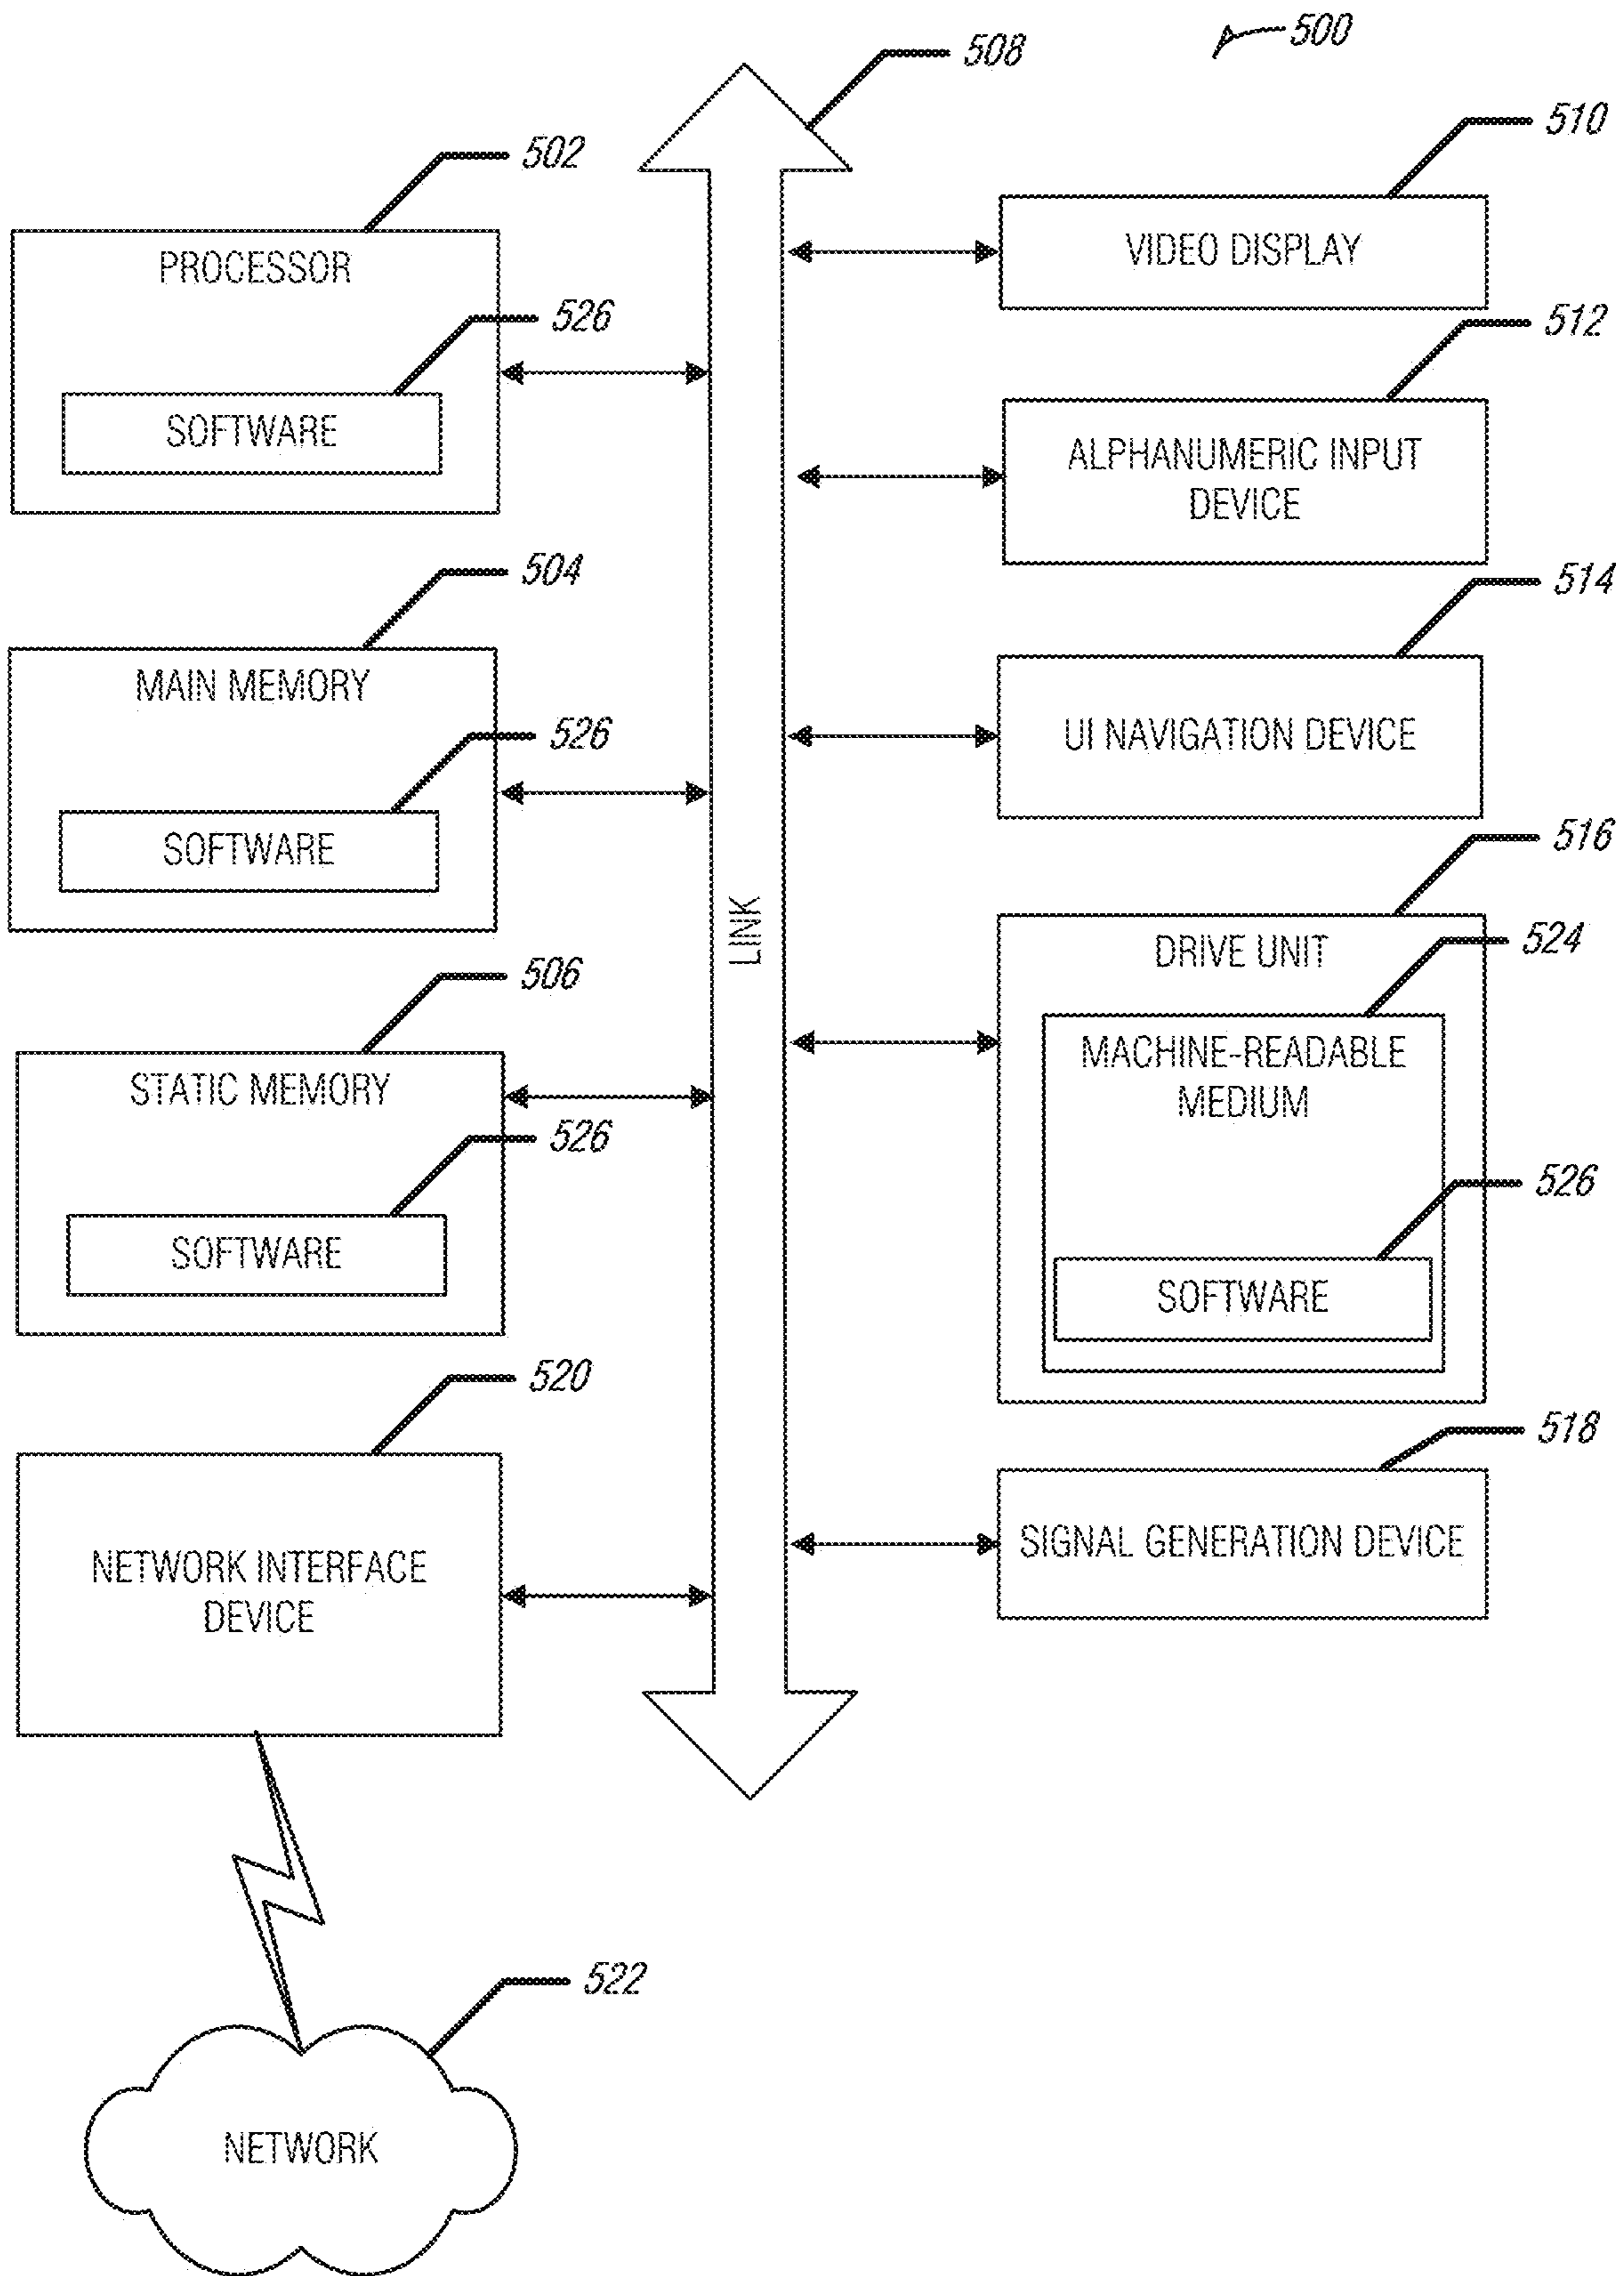 500
508
502
PROCESSOR
526
SOFTWARE
504
MAIN MEMORY
526
SOFTWARE
506
STATIC MEMORY
526
SOFTWARE
520
NETWORK INTERFACE
DEVICE
522
NETWORK
LINK
510
VIDEO DISPLAY
512
ALPHANUMERIC INPUT
DEVICE
514
UI NAVIGATION DEVICE
516
DRIVE UNIT
524
MACHINE-READABLE
MEDIUM
526
SOFTWARE
518
SIGNAL GENERATION DEVICE